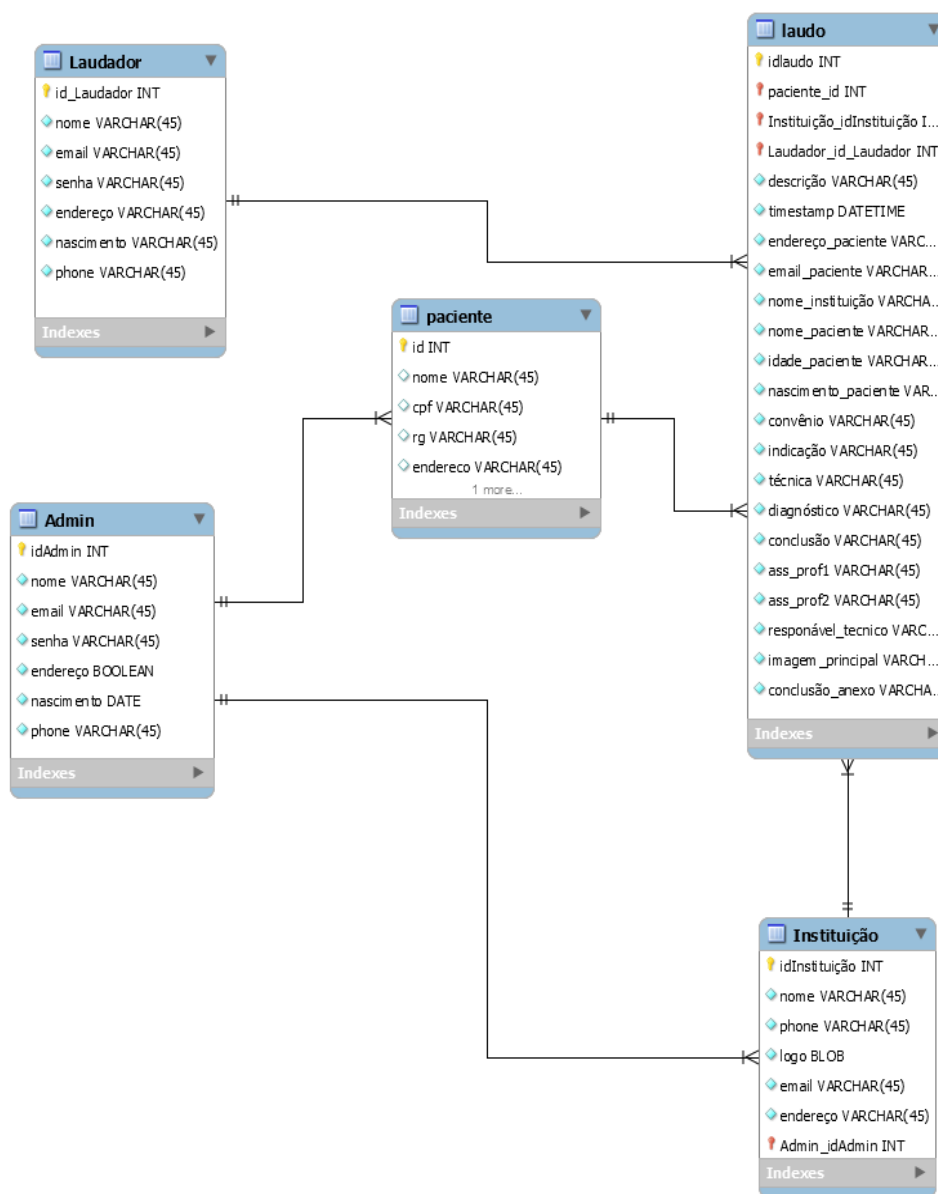 Laudador
id_Laudador INT
nome VARCHAR(45)
email VARCHAR(45)
senha VARCHAR(45)
endereço VARCHAR(45)
nascimento VARCHAR(45)
phone VARCHAR(45)
Indexes
paciente
id INT
nome VARCHAR(45)
cpf VARCHAR(45)
rg VARCHAR(45)
endereco VARCHAR(45)
1 more...
Indexes
Admin
idAdmin INT
nome VARCHAR(45)
email VARCHAR(45)
senha VARCHAR(45)
endereço BOOLEAN
nascimento DATE
phone VARCHAR(45)
Indexes
laudo
idlaudo INT
paciente_id INT
Instituição_idInstituição I...
Laudador_id_Laudador INT
descrição VARCHAR(45)
timestamp DATETIME
endereço_paciente VARC...
email_paciente VARCHAR...
nome_instituição VARCHA...
nome_paciente VARCHAR...
idade_paciente VARCHAR...
nascimento_paciente VAR...
convênio VARCHAR(45)
indicação VARCHAR(45)
técnica VARCHAR(45)
diagnóstico VARCHAR(45)
conclusão VARCHAR(45)
ass_prof1 VARCHAR(45)
ass_prof2 VARCHAR(45)
responável_tecnico VARC...
imagem_principal VARCH...
conclusão_anexo VARCHA...
Indexes
Instituição
idInstituição INT
nome VARCHAR(45)
phone VARCHAR(45)
logo BLOB
email VARCHAR(45)
endereço VARCHAR(45)
Admin_idAdmin INT
Indexes